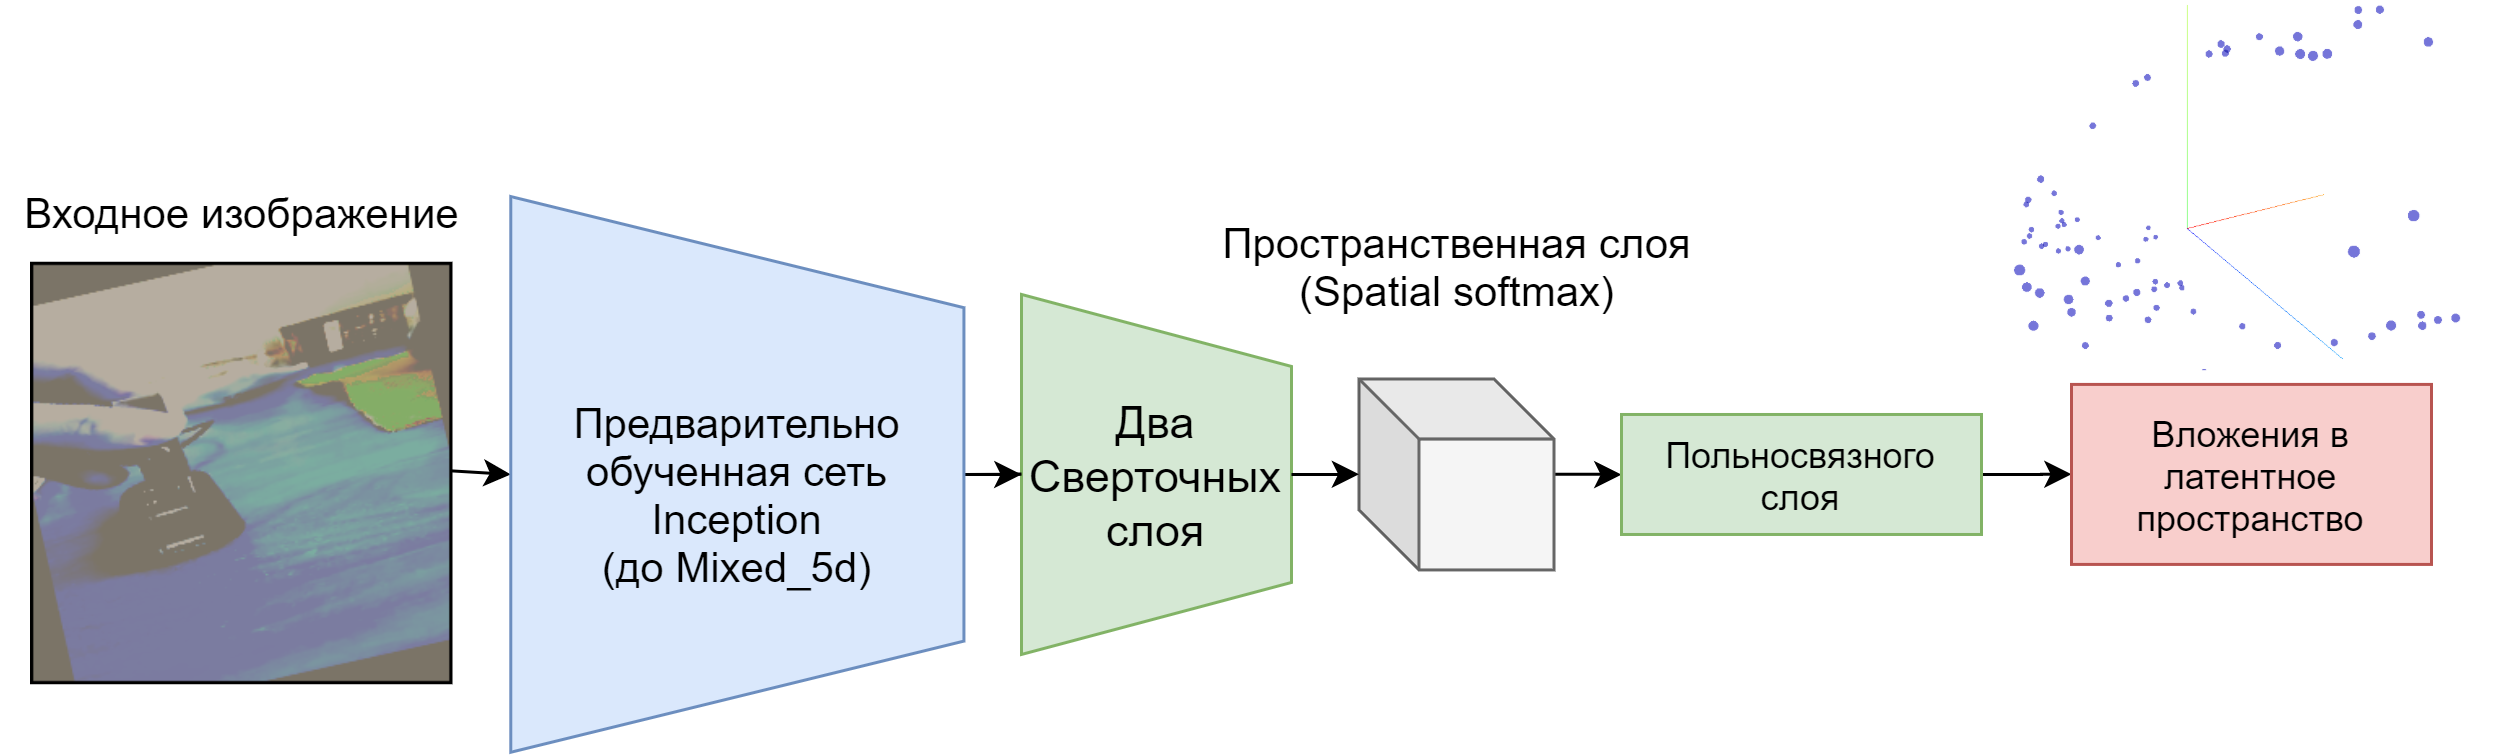 Входное изображение
Предварительно
обученная сеть
Inception
(до Mixed_5d)
Два
Сверточных
слоя
Пространственная слоя
(Spatial softmax)
Польносвязного
слоя
Вложения в
латентное
пространство